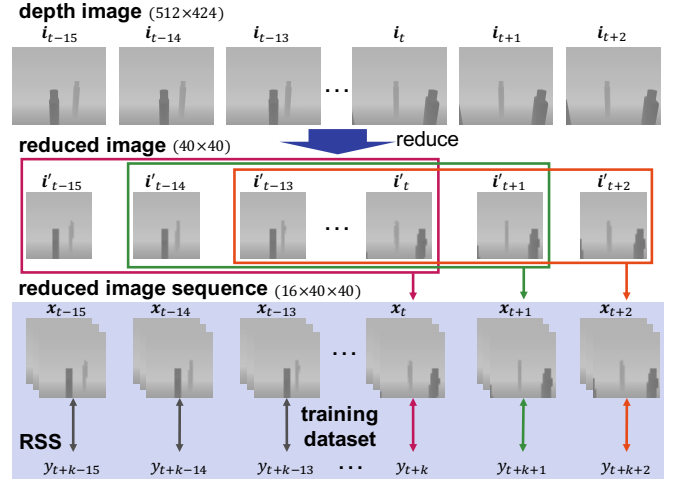 depth image (512×424)
i_{t−15} i_{t−14} i_{t−13} i_t i_{t+1} i_{t+2}
...
reduce
reduced image (40×40)
i′_{t−15} i′_{t−14} i′_{t−13} i′_t i′_{t+1} i′_{t+2}
...
reduced image sequence (16×40×40)
x_{t−15} x_{t−14} x_{t−13} x_t x_{t+1} x_{t+2}
...
training
dataset
RSS
y_{t+k−15} y_{t+k−14} y_{t+k−13} ... y_{t+k} y_{t+k+1} y_{t+k+2}